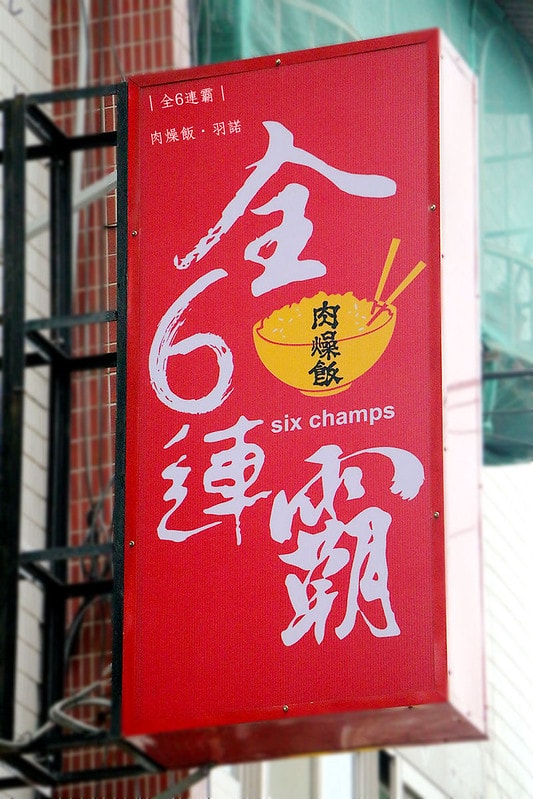 | 全6連霸 |
肉燥飯·羽諾
全
6
連
霸
肉燥飯
six champs